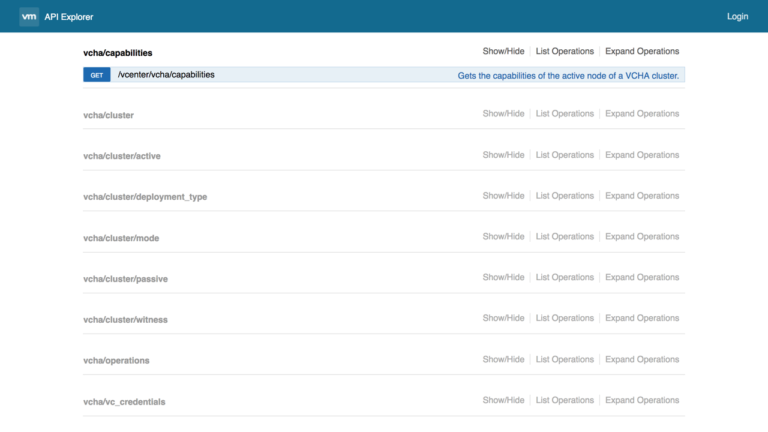 vm API Explorer Login
vcha/capabilities Show/Hide List Operations Expand Operations
GET /vcenter/vcha/capabilities Gets the capabilities of the active node of a VCHA cluster.
vcha/cluster Show/Hide List Operations Expand Operations
vcha/cluster/active Show/Hide List Operations Expand Operations
vcha/cluster/deployment_type Show/Hide List Operations Expand Operations
vcha/cluster/mode Show/Hide List Operations Expand Operations
vcha/cluster/passive Show/Hide List Operations Expand Operations
vcha/cluster/witness Show/Hide List Operations Expand Operations
vcha/operations Show/Hide List Operations Expand Operations
vcha/vc_credentials Show/Hide List Operations Expand Operations